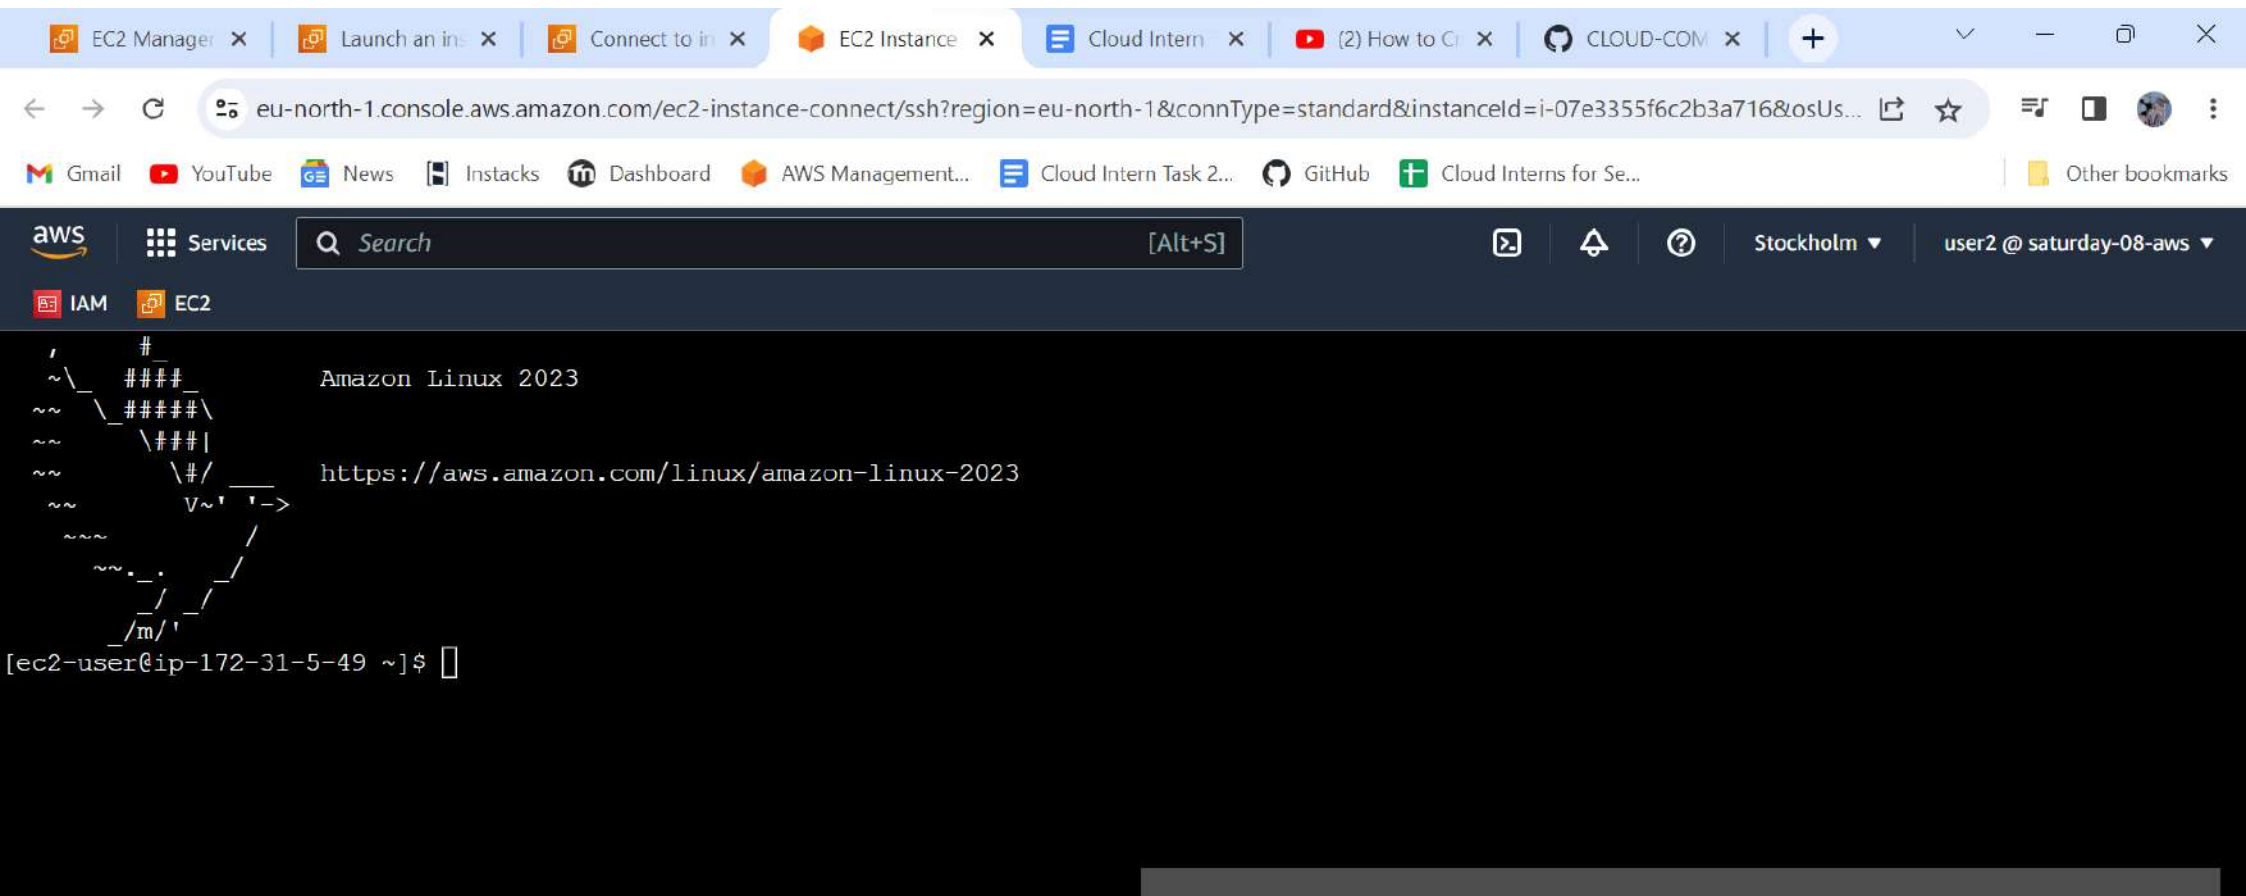 EC2 Manager Launch an ins Connect to in EC2 Instance Cloud Intern (2) How to Cr CLOUD-COM
eu-north-1.console.aws.amazon.com/ec2-instance-connect/ssh?region=eu-north-1&connType=standard&instanceId=i-07e3355f6c2b3a716&osUs...
Gmail YouTube GE News Instacks Dashboard AWS Management... Cloud Intern Task 2... GitHub Cloud Interns for Se... Other bookmarks
aws Services Search [Alt+S] Stockholm user2 @ saturday-08-aws
IAM EC2
   ,     #_
   ~\_  ####_        Amazon Linux 2023
  ~~  \_#####\
  ~~     \###|
  ~~       \#/ ___   https://aws.amazon.com/linux/amazon-linux-2023
   ~~       V~' '->
    ~~~         /
      ~~._.   _/
         _/ _/
       _/m/'
[ec2-user@ip-172-31-5-49 ~]$